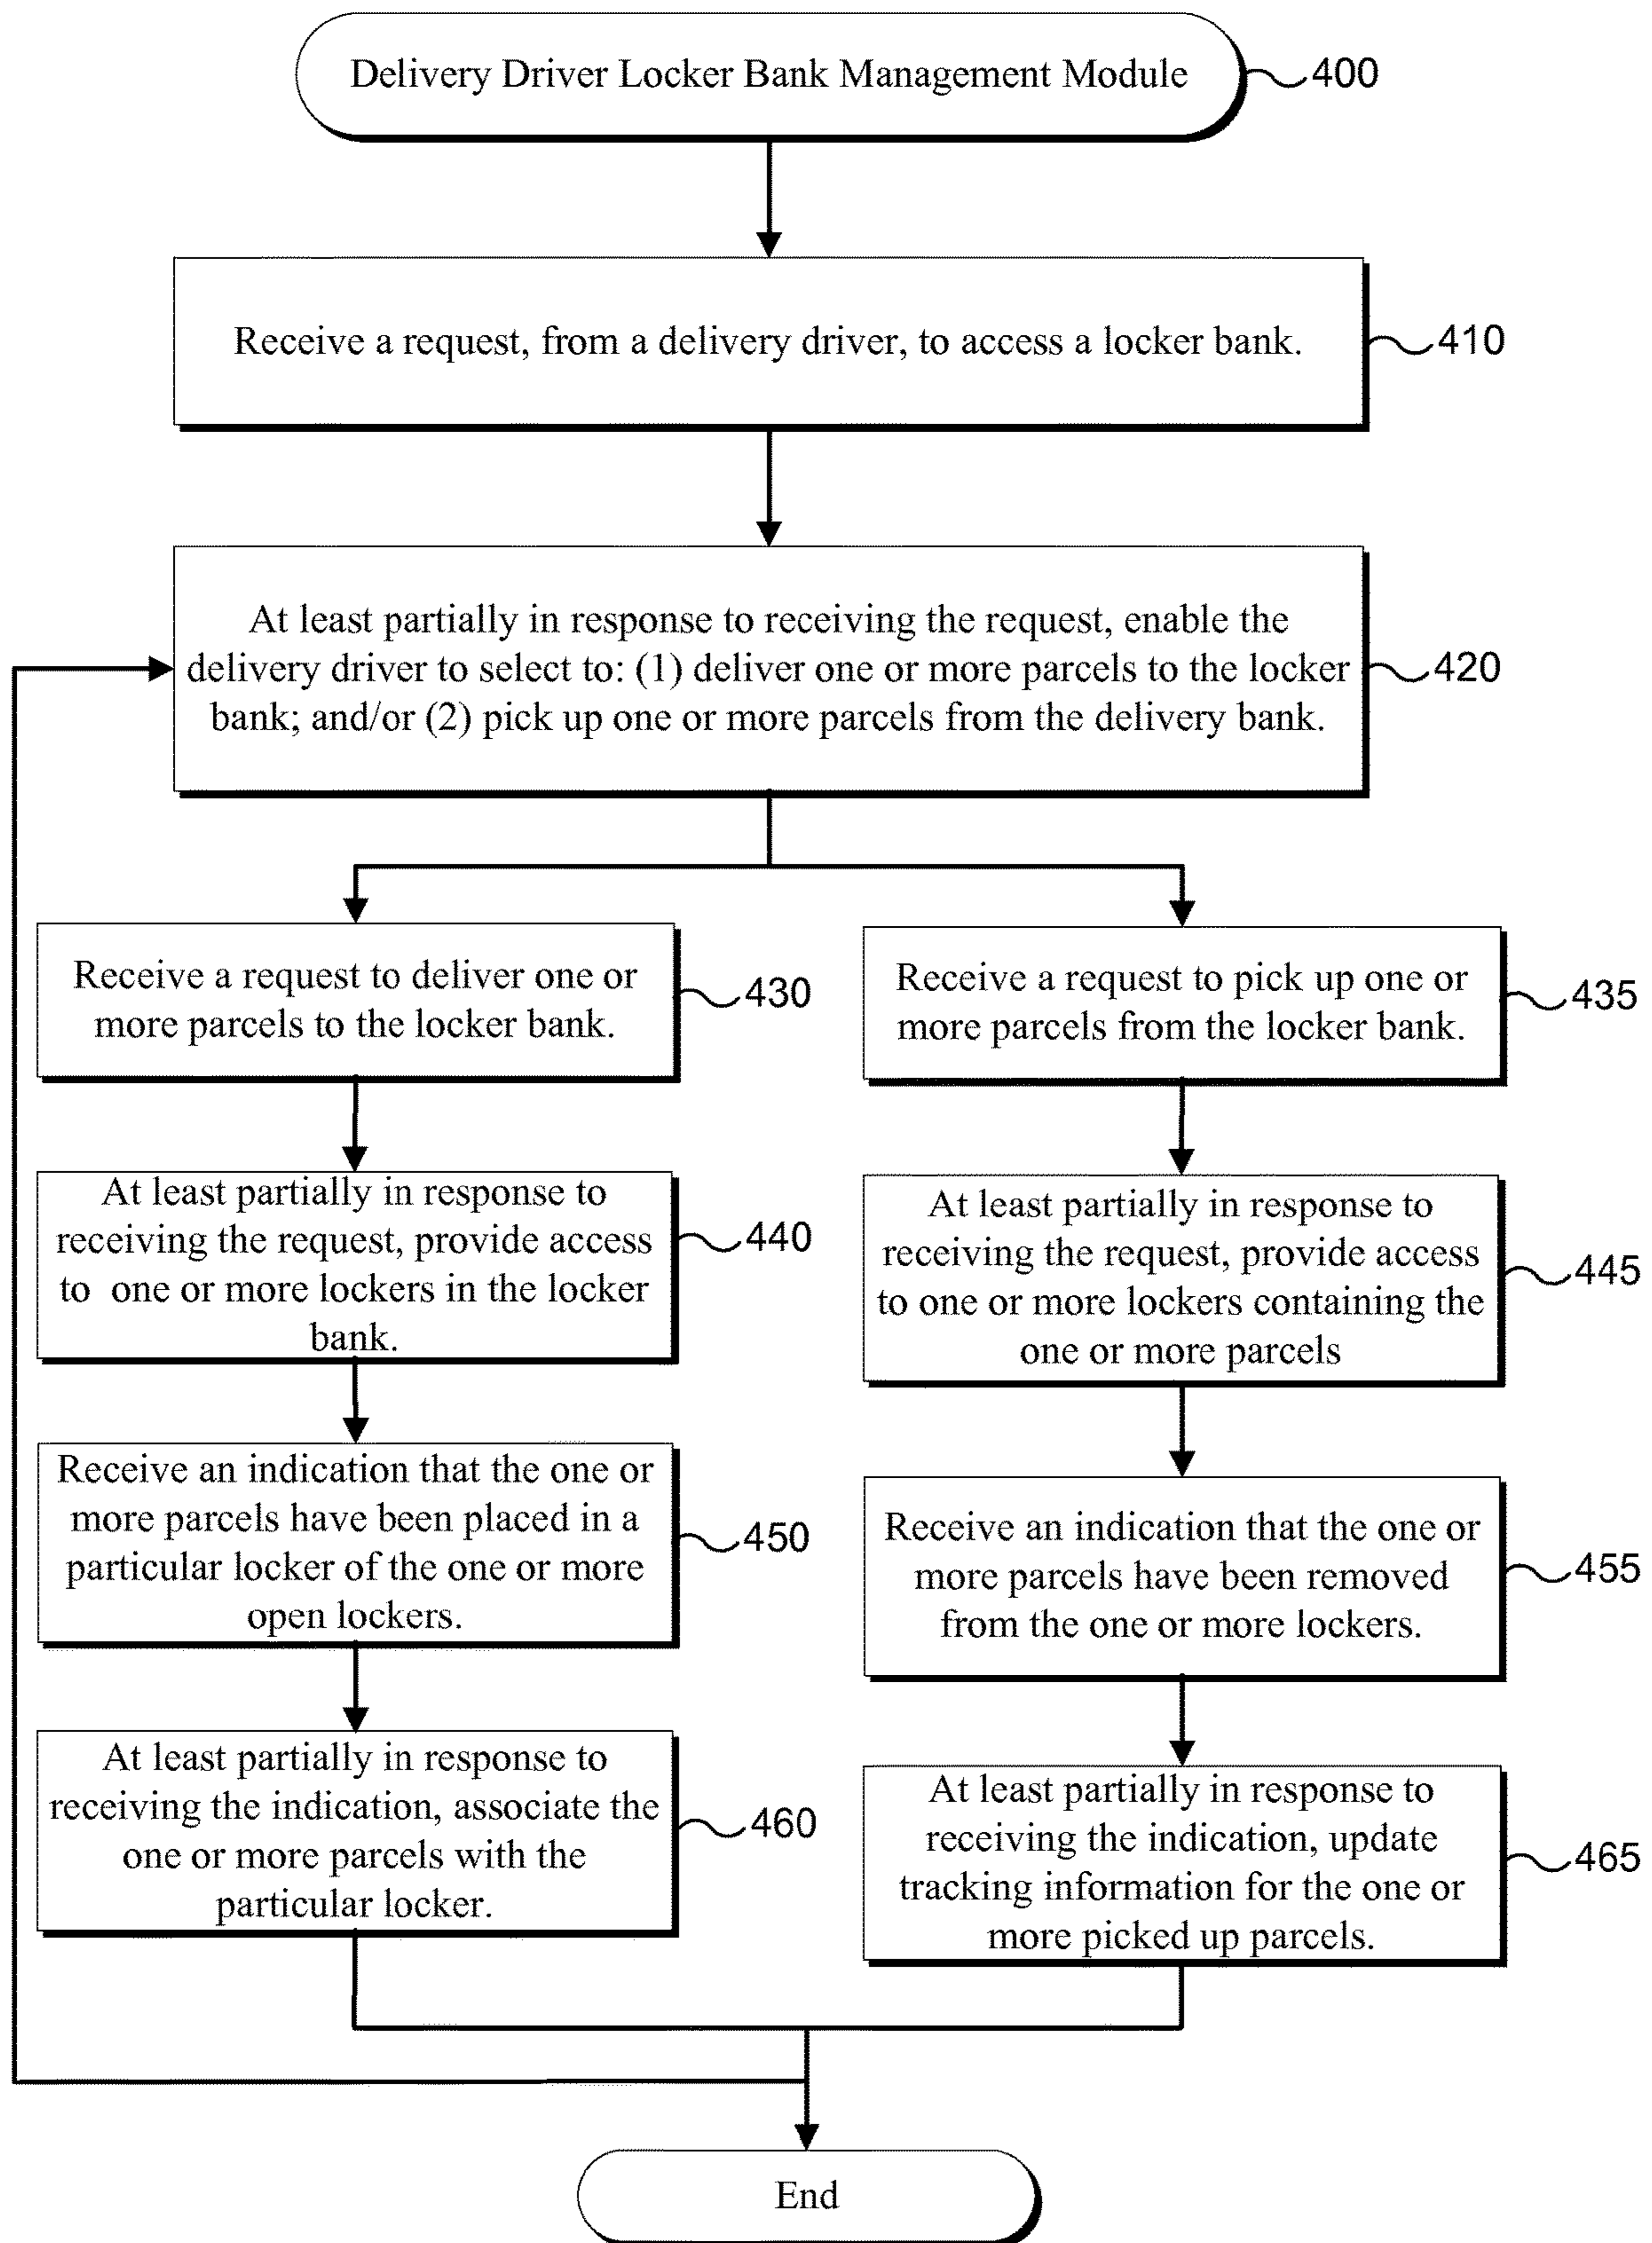 Delivery Driver Locker Bank Management Module
400
Receive a request, from a delivery driver, to access a locker bank.
410
At least partially in response to receiving the request, enable the
delivery driver to select to: (1) deliver one or more parcels to the locker
bank; and/or (2) pick up one or more parcels from the delivery bank.
420
Receive a request to deliver one or
more parcels to the locker bank.
430
Receive a request to pick up one or
more parcels from the locker bank.
435
At least partially in response to
receiving the request, provide access
to one or more lockers in the locker
bank.
440
At least partially in response to
receiving the request, provide access
to one or more lockers containing the
one or more parcels
445
Receive an indication that the one or
more parcels have been placed in a
particular locker of the one or more
open lockers.
450
Receive an indication that the one or
more parcels have been removed
from the one or more lockers.
455
At least partially in response to
receiving the indication, associate the
one or more parcels with the
particular locker.
460
At least partially in response to
receiving the indication, update
tracking information for the one or
more picked up parcels.
465
End